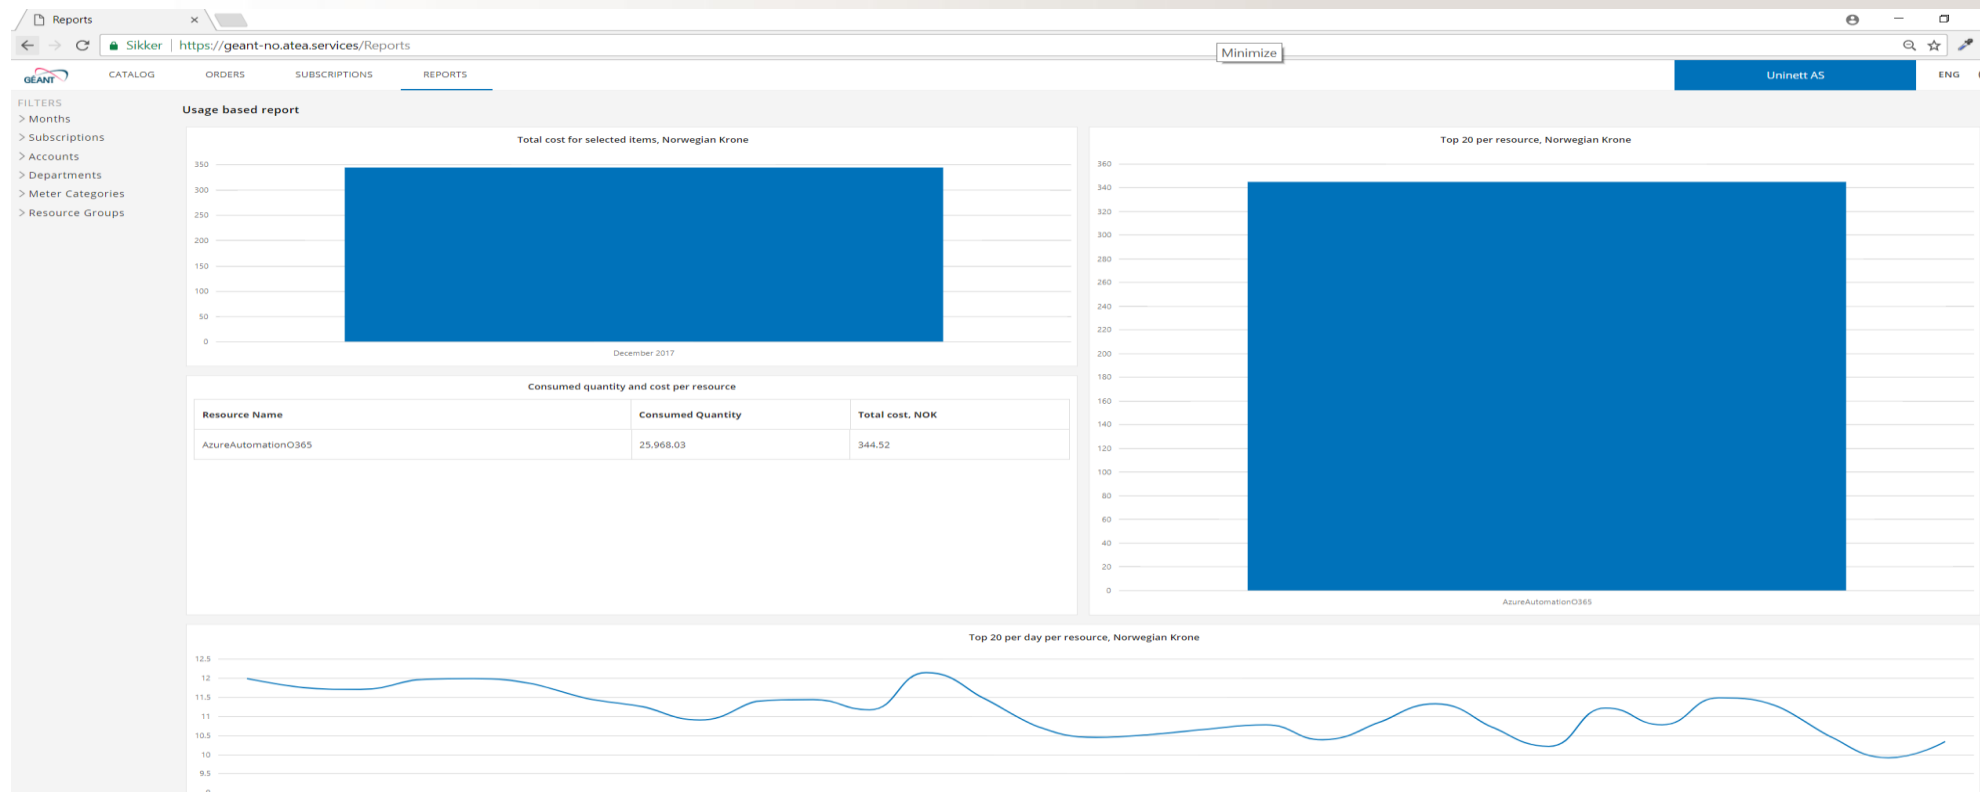 Reports
Sikker https://geant-no.atea.services/Reports
Minimize
GÉANT CATALOG ORDERS SUBSCRIPTIONS REPORTS Uninett AS ENG
FILTERS
> Months
> Subscriptions
> Accounts
> Departments
> Meter Categories
> Resource Groups
Usage based report
Total cost for selected items, Norwegian Krone
350
300
250
200
150
100
50
0
December 2017
Top 20 per resource, Norwegian Krone
360
340
320
300
280
260
240
220
200
180
160
140
120
100
80
60
40
20
0
AzureAutomationO365
Consumed quantity and cost per resource
Resource Name Consumed Quantity Total cost, NOK
AzureAutomationO365 25,968.03 344.52
Top 20 per day per resource, Norwegian Krone
12.5
12
11.5
11
10.5
10
9.5